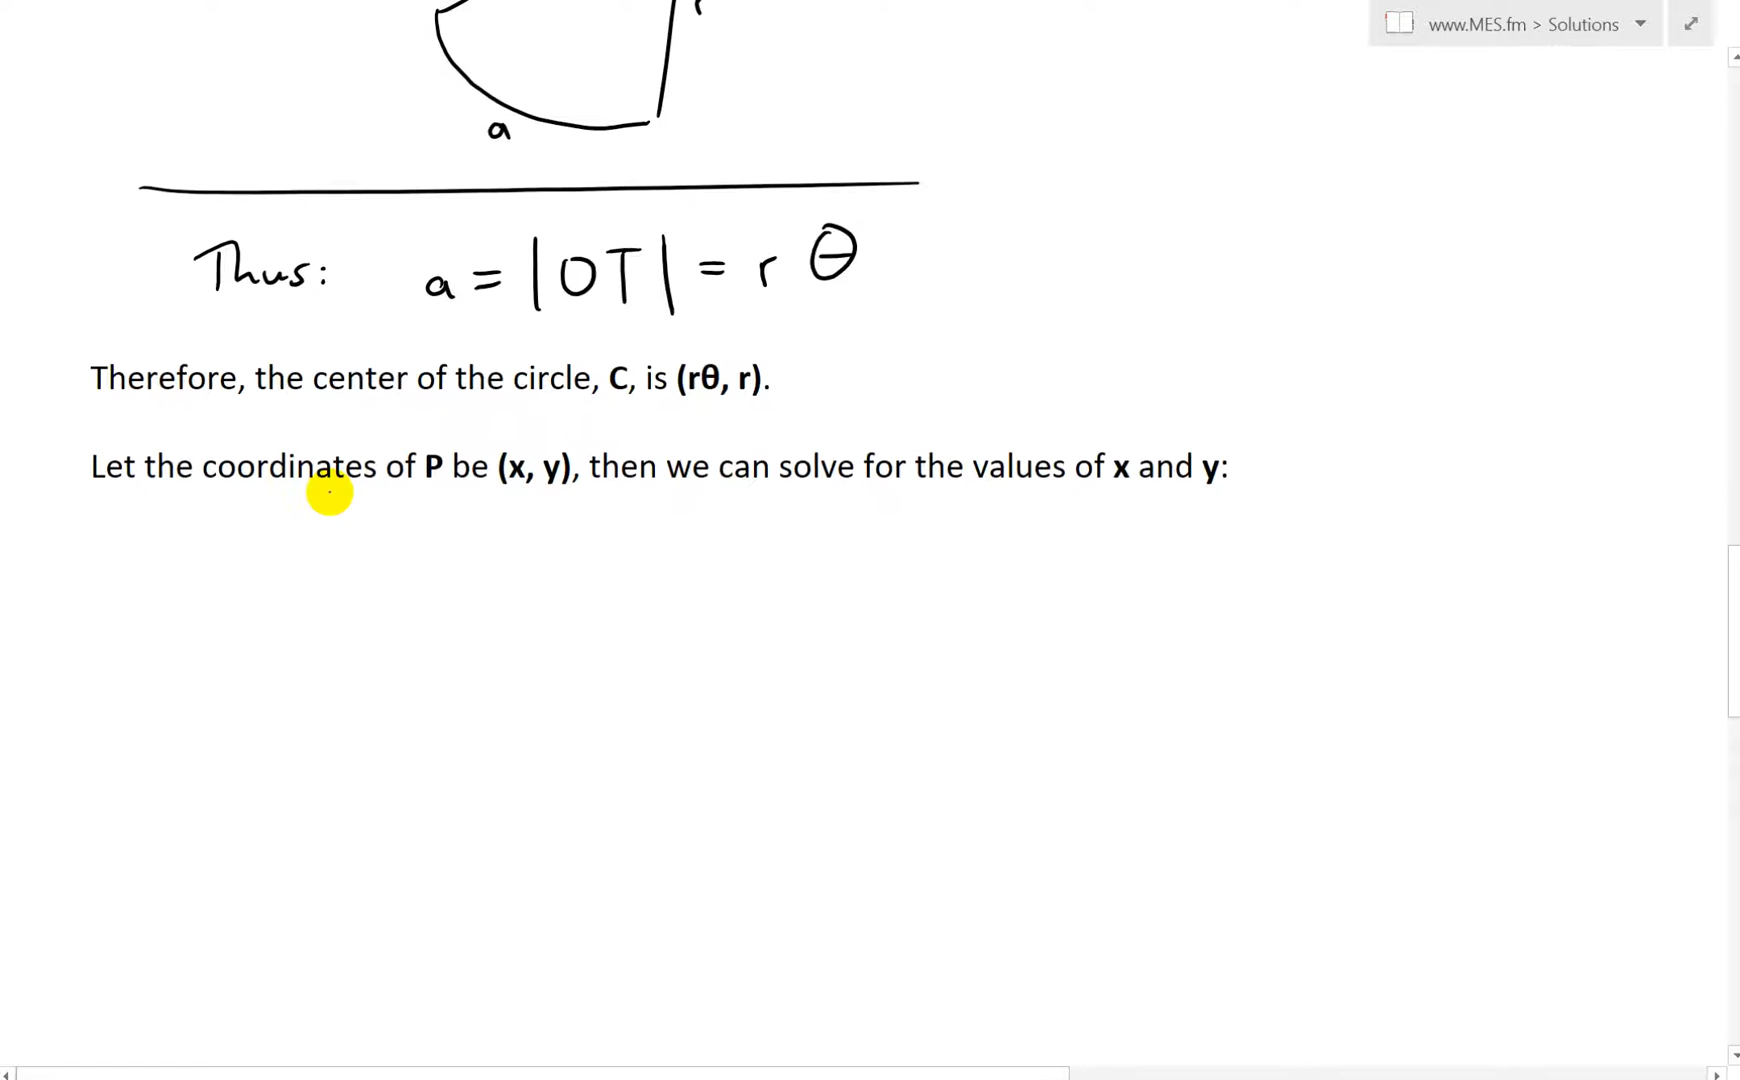 www.MES.fm > Solutions
a
Thus: a = |OT| = r θ
Therefore, the center of the circle, C, is (rθ, r).
Let the coordinates of P be (x, y), then we can solve for the values of x and y: